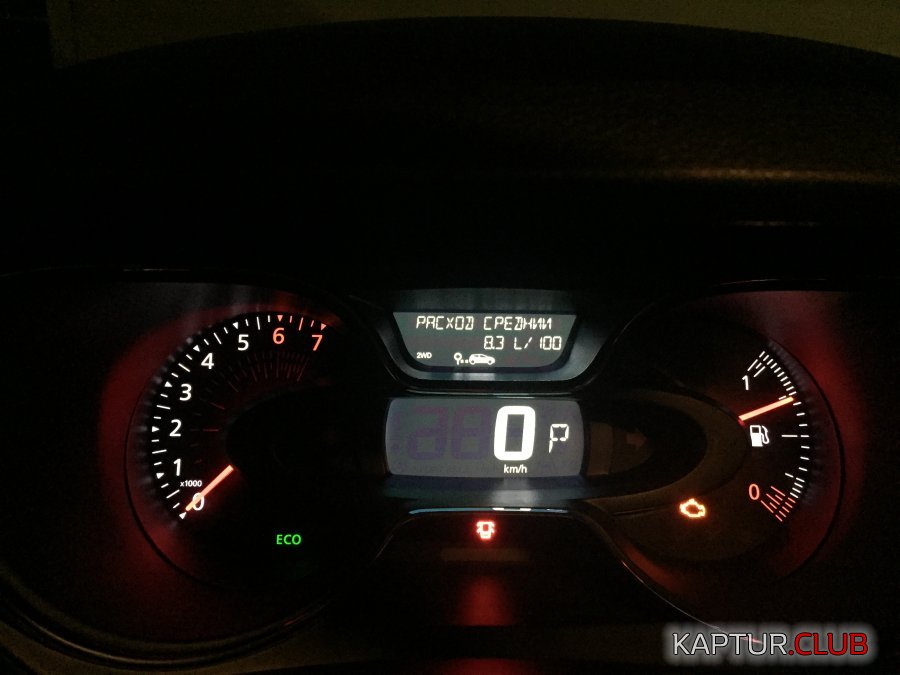 РАСХОД СРЕДНИЙ
8.3 L/100
2WD
0 P
km/h
7
6
5
4
3
2
1
x1000
0
ECO
1
0
KAPTUR.CLUB